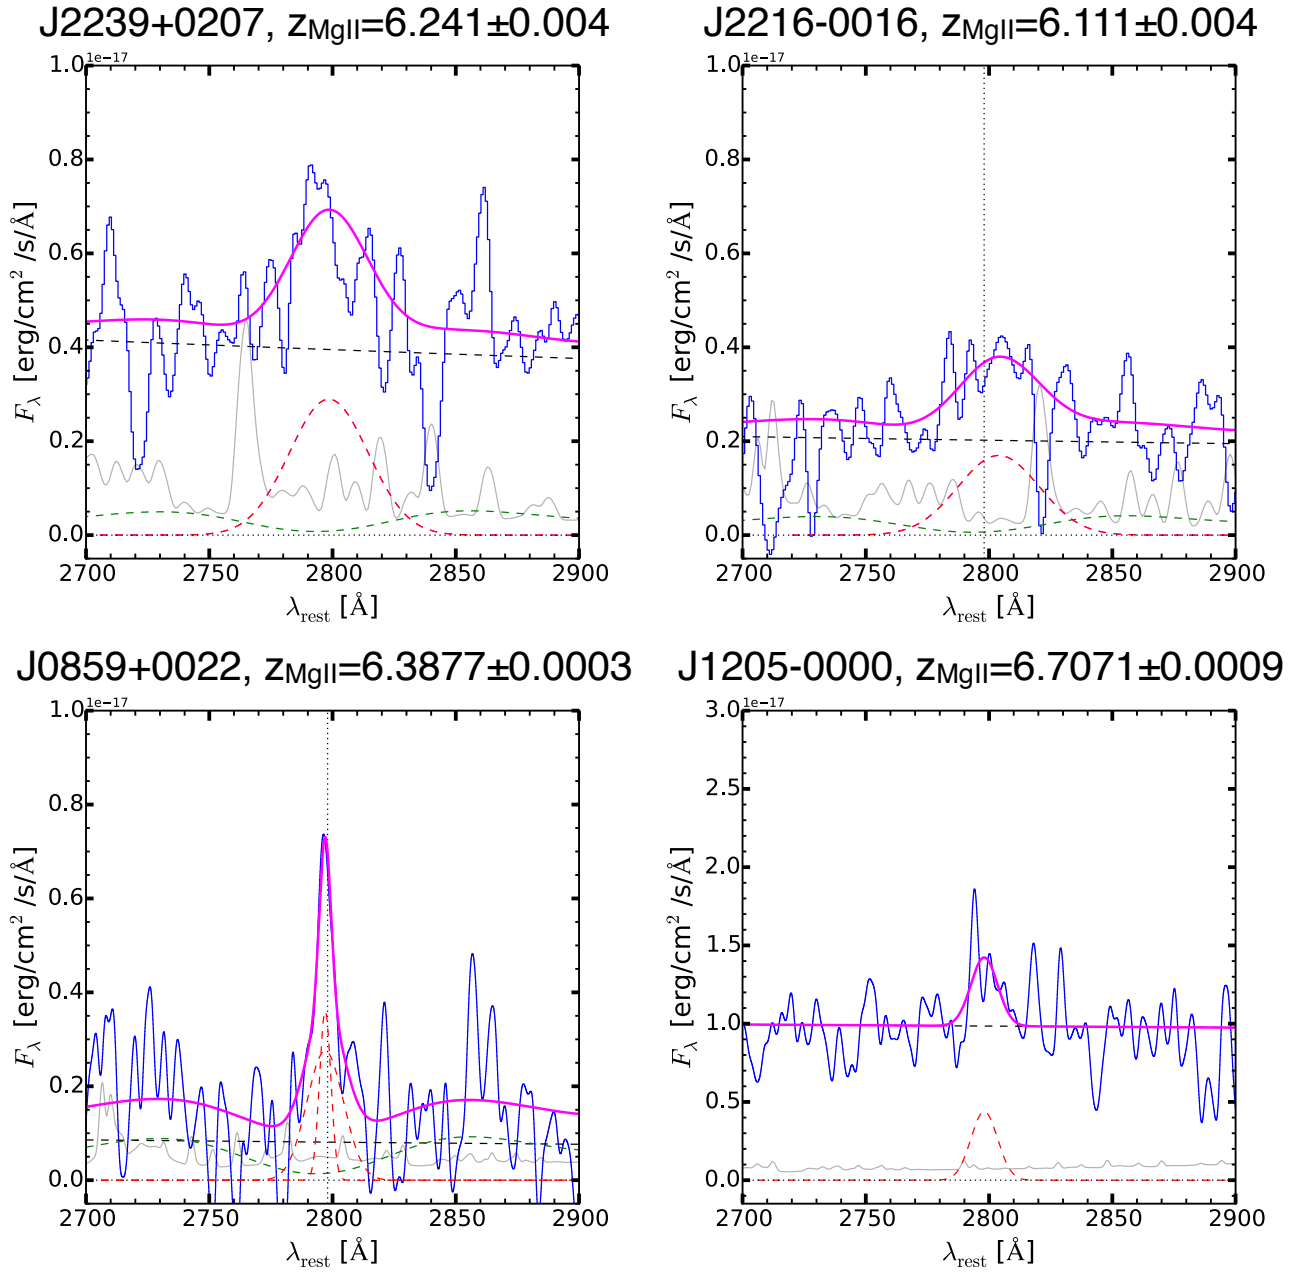 J2239+0207, zMgII=6.241±0.004
J2216-0016, zMgII=6.111±0.004
1e−17
1.0
0.8
0.6
0.4
0.2
0.0
Fλ [erg/cm² /s/Å]
2700 2750 2800 2850 2900
λrest [Å]
1e−17
1.0
0.8
0.6
0.4
0.2
0.0
Fλ [erg/cm² /s/Å]
2700 2750 2800 2850 2900
λrest [Å]
J0859+0022, zMgII=6.3877±0.0003
J1205-0000, zMgII=6.7071±0.0009
1e−17
1.0
0.8
0.6
0.4
0.2
0.0
Fλ [erg/cm² /s/Å]
2700 2750 2800 2850 2900
λrest [Å]
1e−17
3.0
2.5
2.0
1.5
1.0
0.5
0.0
Fλ [erg/cm² /s/Å]
2700 2750 2800 2850 2900
λrest [Å]